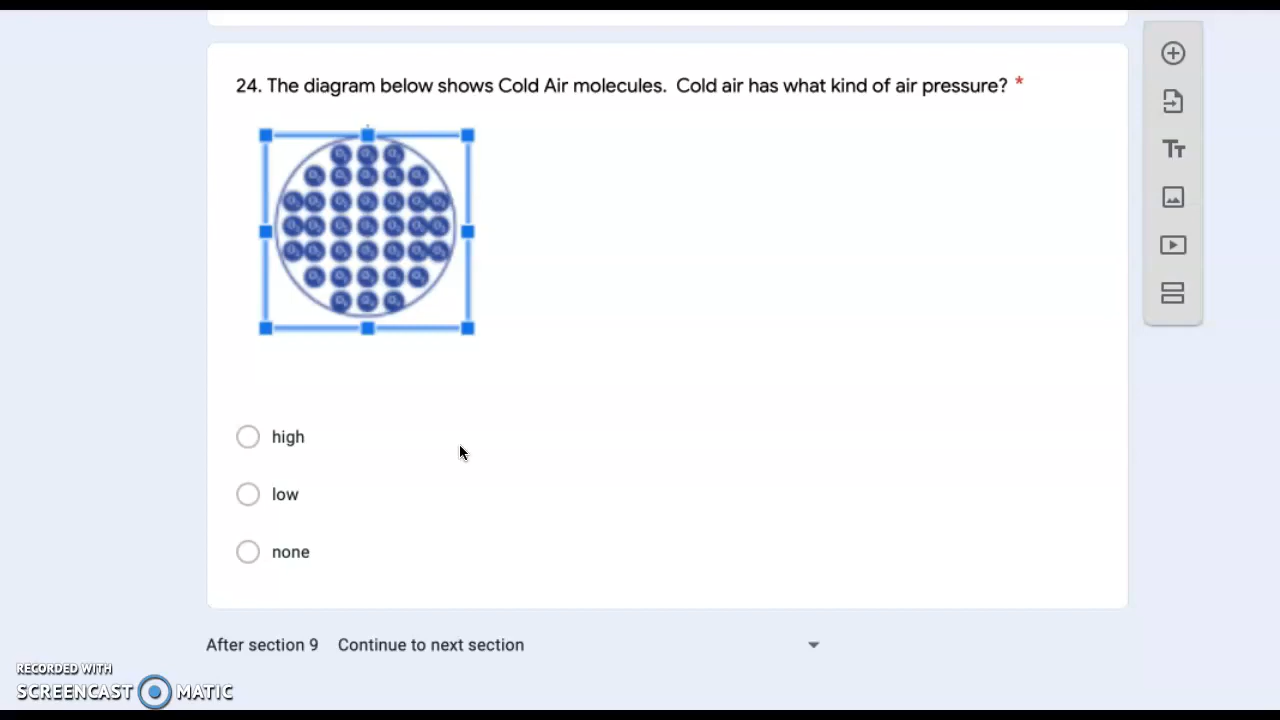 24. The diagram below shows Cold Air molecules. Cold air has what kind of air pressure? *
high
low
none
After section 9 Continue to next section
RECORDED WITH
SCREENCAST MATIC
Tт